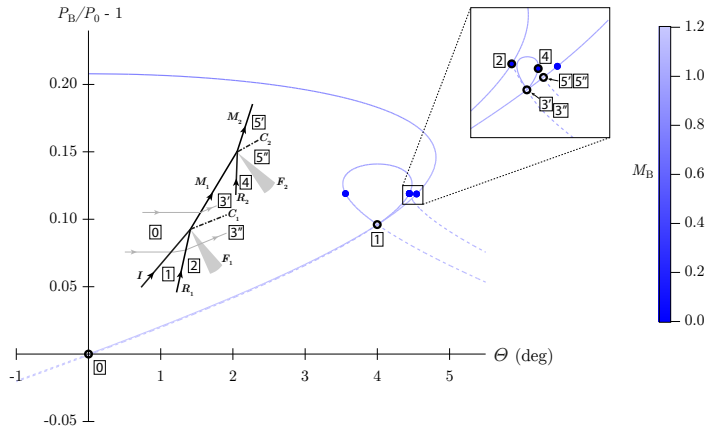 P_B/P_0 - 1
0.20
0.15
0.10
0.05
-0.05
-1
1
2
3
4
5
Θ (deg)
0
1
M_2
5'
C_2
5''
M_1
4
F_2
R_2
3'
C_1
0
3''
2
F_1
I
1
R_1
2
4
5' 5''
3' 3''
M_B
1.2
1.0
0.8
0.6
0.4
0.2
0.0